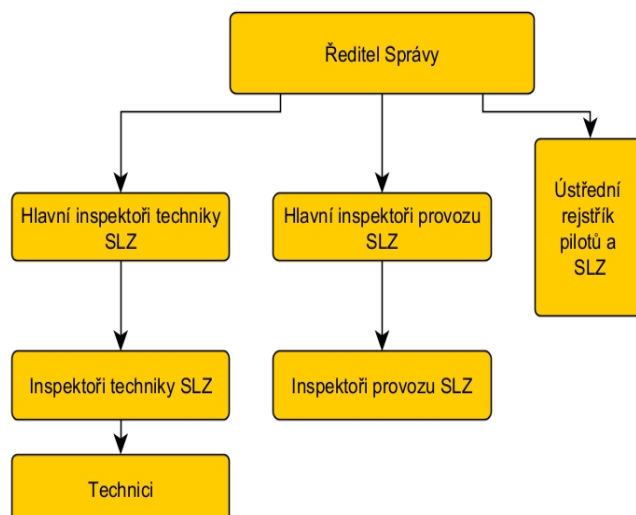 Ředitel Správy
Hlavní inspektoři techniky
SLZ
Hlavní inspektoři provozu
SLZ
Ústřední
rejstřík
pilotů a
SLZ
Inspektoři techniky SLZ
Inspektoři provozu SLZ
Technici